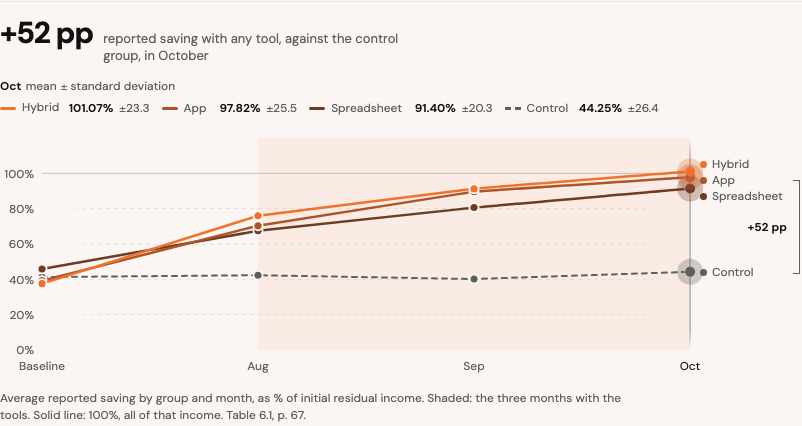 +52 pp reported saving with any tool, against the control
group, in October
Oct mean ± standard deviation
Hybrid 101.07% ±23.3 App 97.82% ±25.5 Spreadsheet 91.40% ±20.3 Control 44.25% ±26.4
100%
80%
60%
40%
20%
0%
Hybrid
App
Spreadsheet
+52 pp
Control
Baseline Aug Sep Oct
Average reported saving by group and month, as % of initial residual income. Shaded: the three months with the
tools. Solid line: 100%, all of that income. Table 6.1, p. 67.